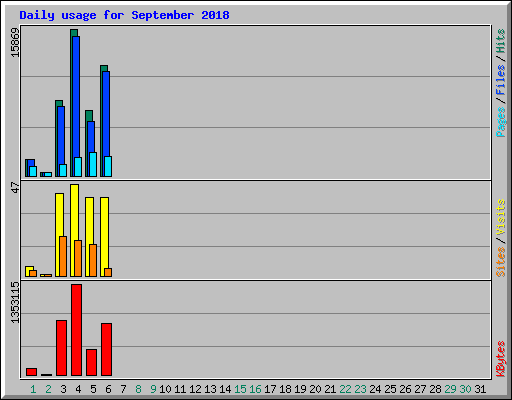 Daily usage for September 2018
15869
Pages / Files / Hits
47
Sites / Visits
1353115
KBytes
1 2 3 4 5 6 7 8 9 10 11 12 13 14 15 16 17 18 19 20 21 22 23 24 25 26 27 28 29 30 31